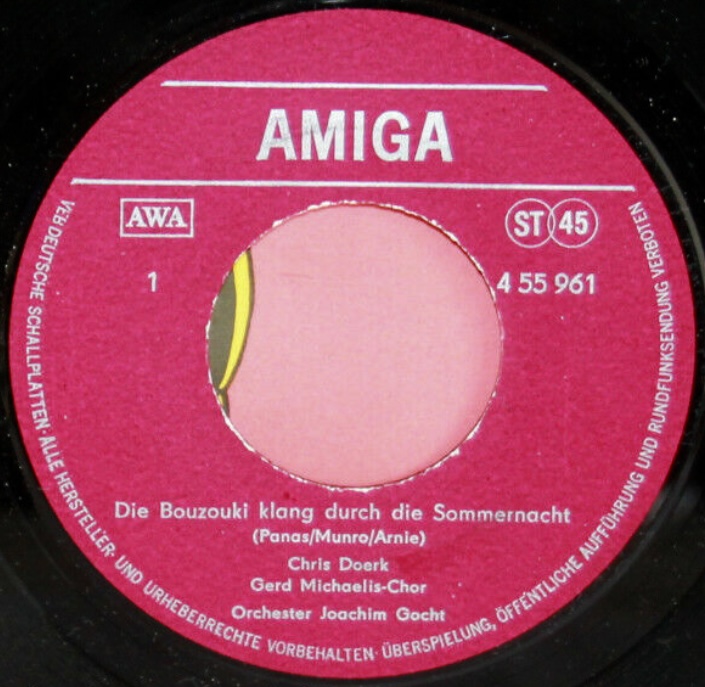 AMIGA
AWA
ST 45
1
4 55 961
Die Bouzouki klang durch die Sommernacht
(Panas/Munro/Arnie)
Chris Doerk
Gerd Michaelis-Chor
Orchester Joachim Gocht
VEB DEUTSCHE SCHALLPLATTEN · ALLE HERSTELLER- UND URHEBERRECHTE VORBEHALTEN · ÜBERSPIELUNG, ÖFFENTLICHE AUFFÜHRUNG UND RUNDFUNKSENDUNG VERBOTEN